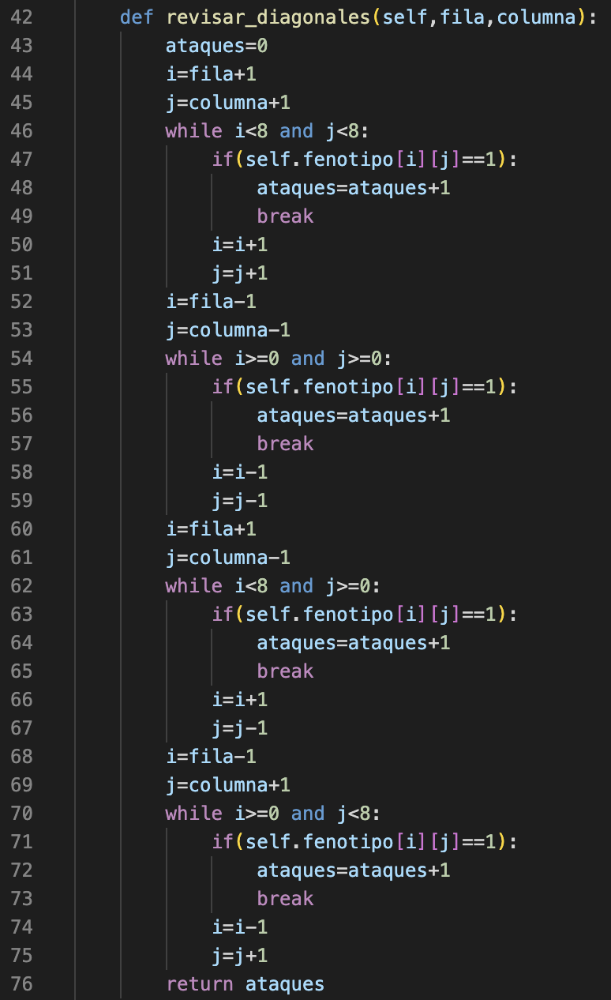 42 def revisar_diagonales(self,fila,columna):
43 ataques=0
44 i=fila+1
45 j=columna+1
46 while i<8 and j<8:
47 if(self.fenotipo[i][j]==1):
48 ataques=ataques+1
49 break
50 i=i+1
51 j=j+1
52 i=fila-1
53 j=columna-1
54 while i>=0 and j>=0:
55 if(self.fenotipo[i][j]==1):
56 ataques=ataques+1
57 break
58 i=i-1
59 j=j-1
60 i=fila+1
61 j=columna-1
62 while i<8 and j>=0:
63 if(self.fenotipo[i][j]==1):
64 ataques=ataques+1
65 break
66 i=i+1
67 j=j-1
68 i=fila-1
69 j=columna+1
70 while i>=0 and j<8:
71 if(self.fenotipo[i][j]==1):
72 ataques=ataques+1
73 break
74 i=i-1
75 j=j+1
76 return ataques